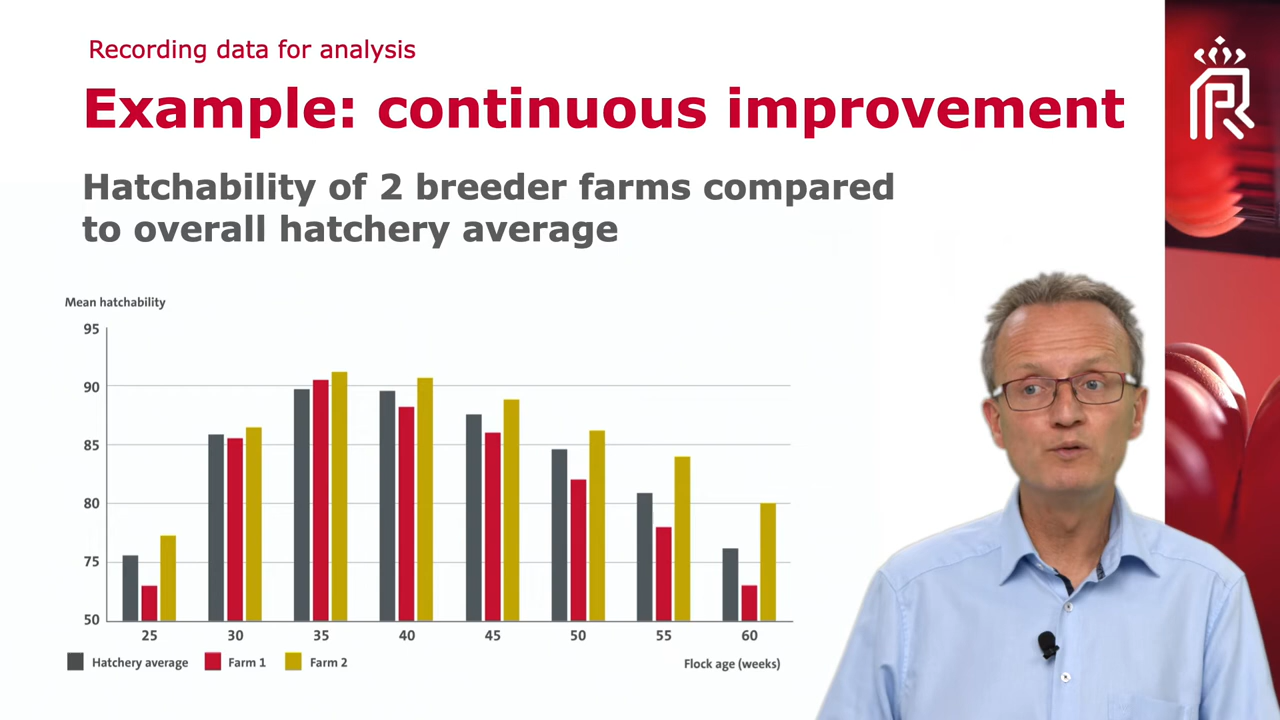 Recording data for analysis
Example: continuous improvement
Hatchability of 2 breeder farms compared
to overall hatchery average
Mean hatchability
95
90
85
80
75
50
25 30 35 40 45 50 55 60
Hatchery average Farm 1 Farm 2 Flock age (weeks)